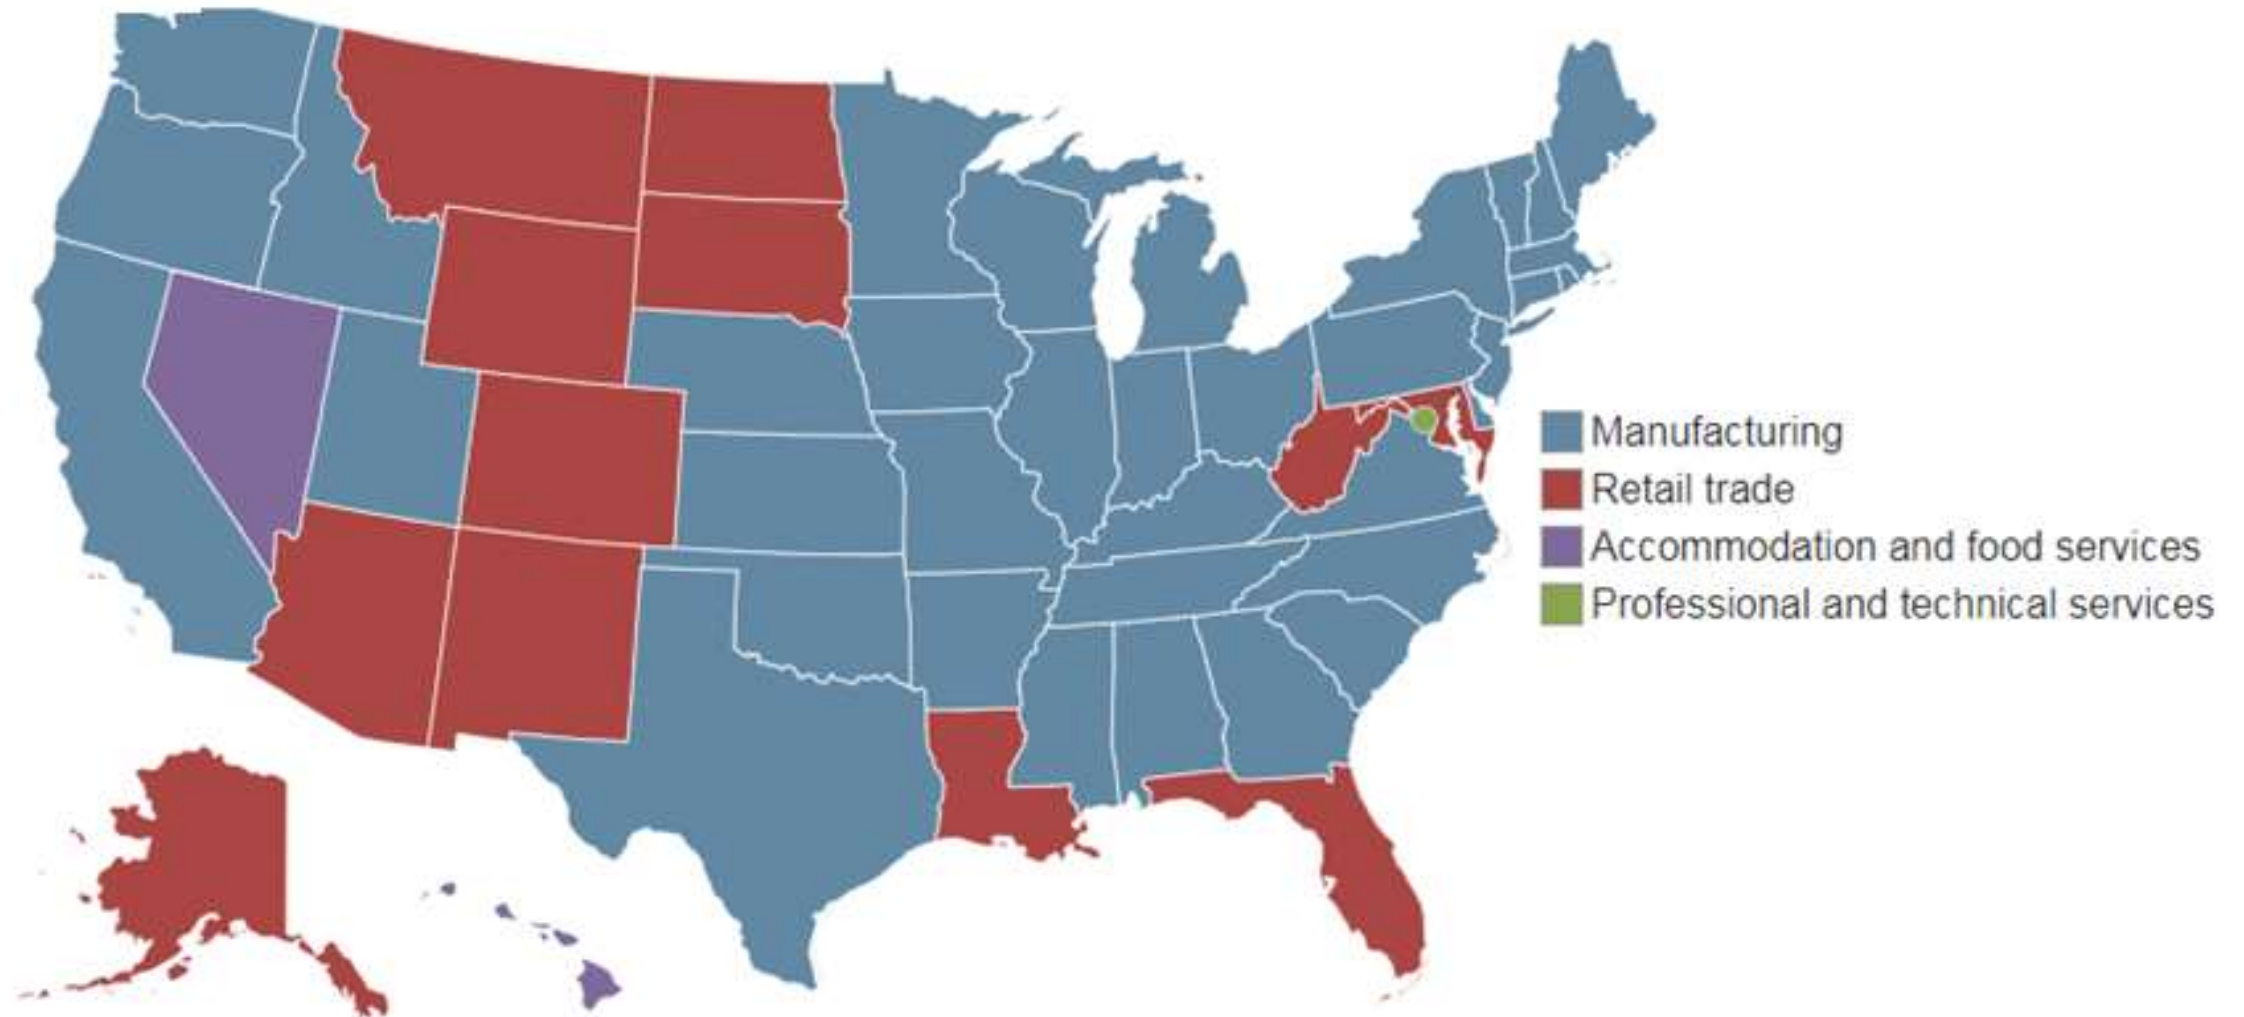 Manufacturing
Retail trade
Accommodation and food services
Professional and technical services